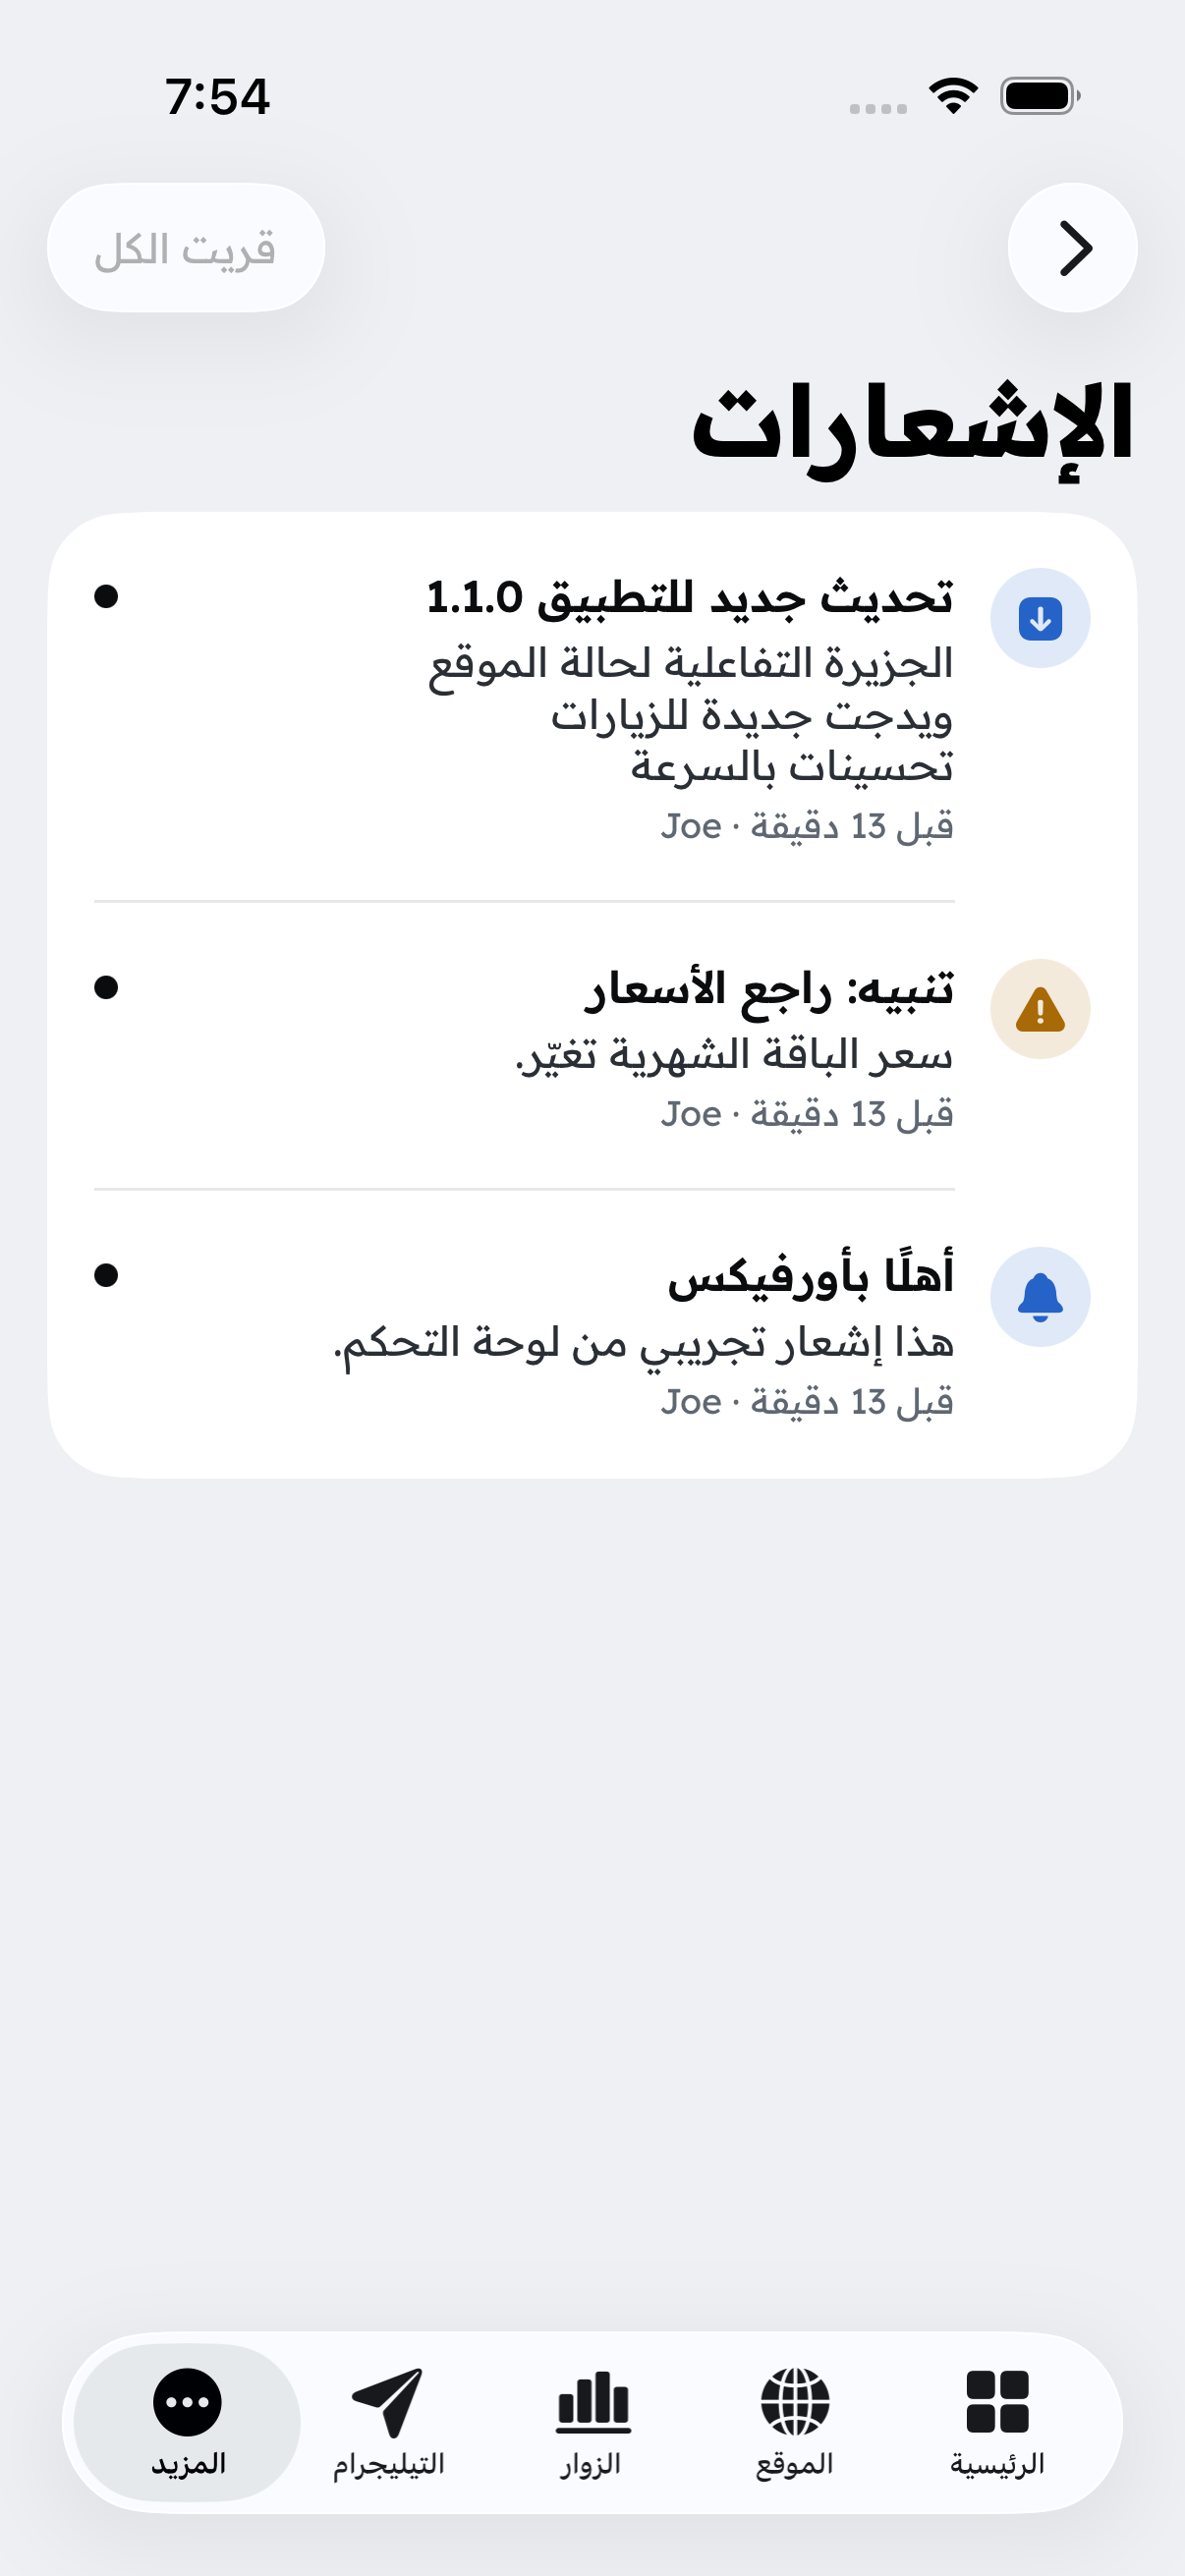 7:54
قريت الكل
الإشعارات
تحديث جديد للتطبيق 1.1.0
الجزيرة التفاعلية لحالة الموقع
ويدجت جديدة للزيارات
تحسينات بالسرعة
قبل 13 دقيقة · Joe
تنبيه: راجع الأسعار
سعر الباقة الشهرية تغيّر.
قبل 13 دقيقة · Joe
أهلًا بأورفيكس
هذا إشعار تجريبي من لوحة التحكم.
قبل 13 دقيقة · Joe
الرئيسية
الموقع
الزوار
التيليجرام
المزيد